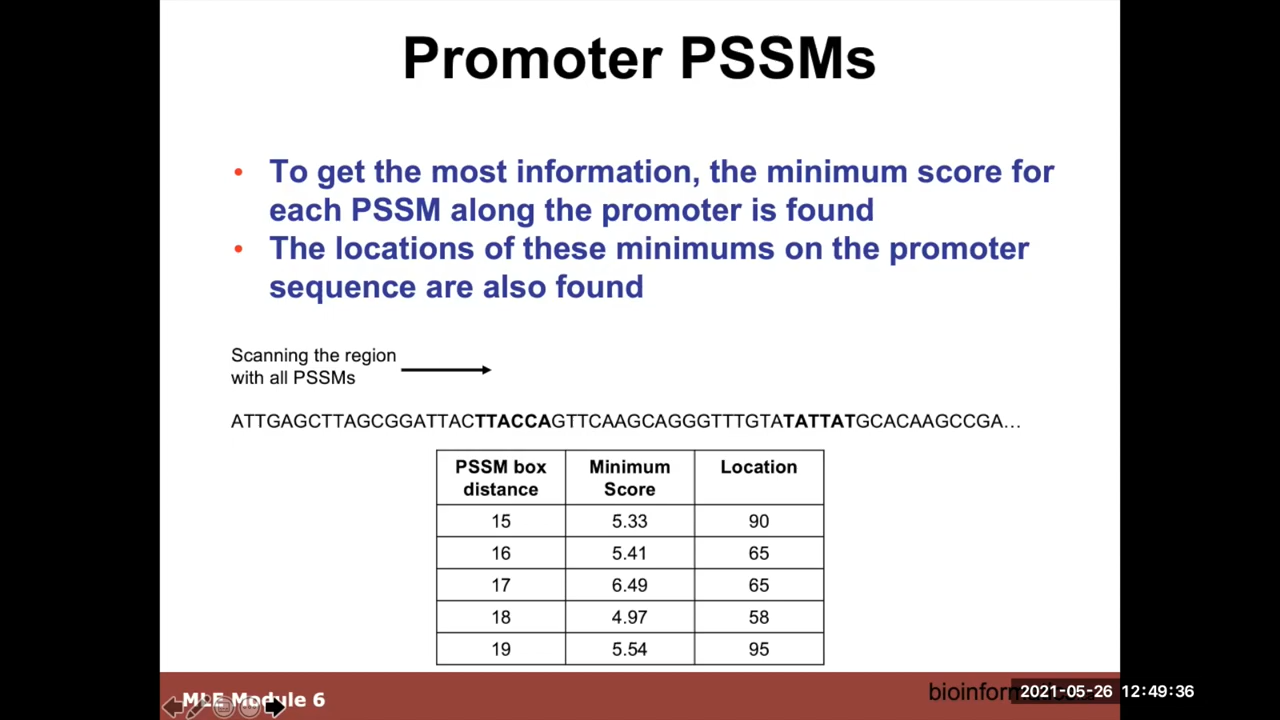 Promoter PSSMs
• To get the most information, the minimum score for
each PSSM along the promoter is found
• The locations of these minimums on the promoter
sequence are also found
Scanning the region
with all PSSMs
ATTGAGCTTAGCGGATTACTTACCAGTTCAAGCAGGGTTTGTATATTATGCACAAGCCGA...
PSSM box distance Minimum Score Location
15 5.33 90
16 5.41 65
17 6.49 65
18 4.97 58
19 5.54 95
MLE Module 6
2021-05-26 12:49:36